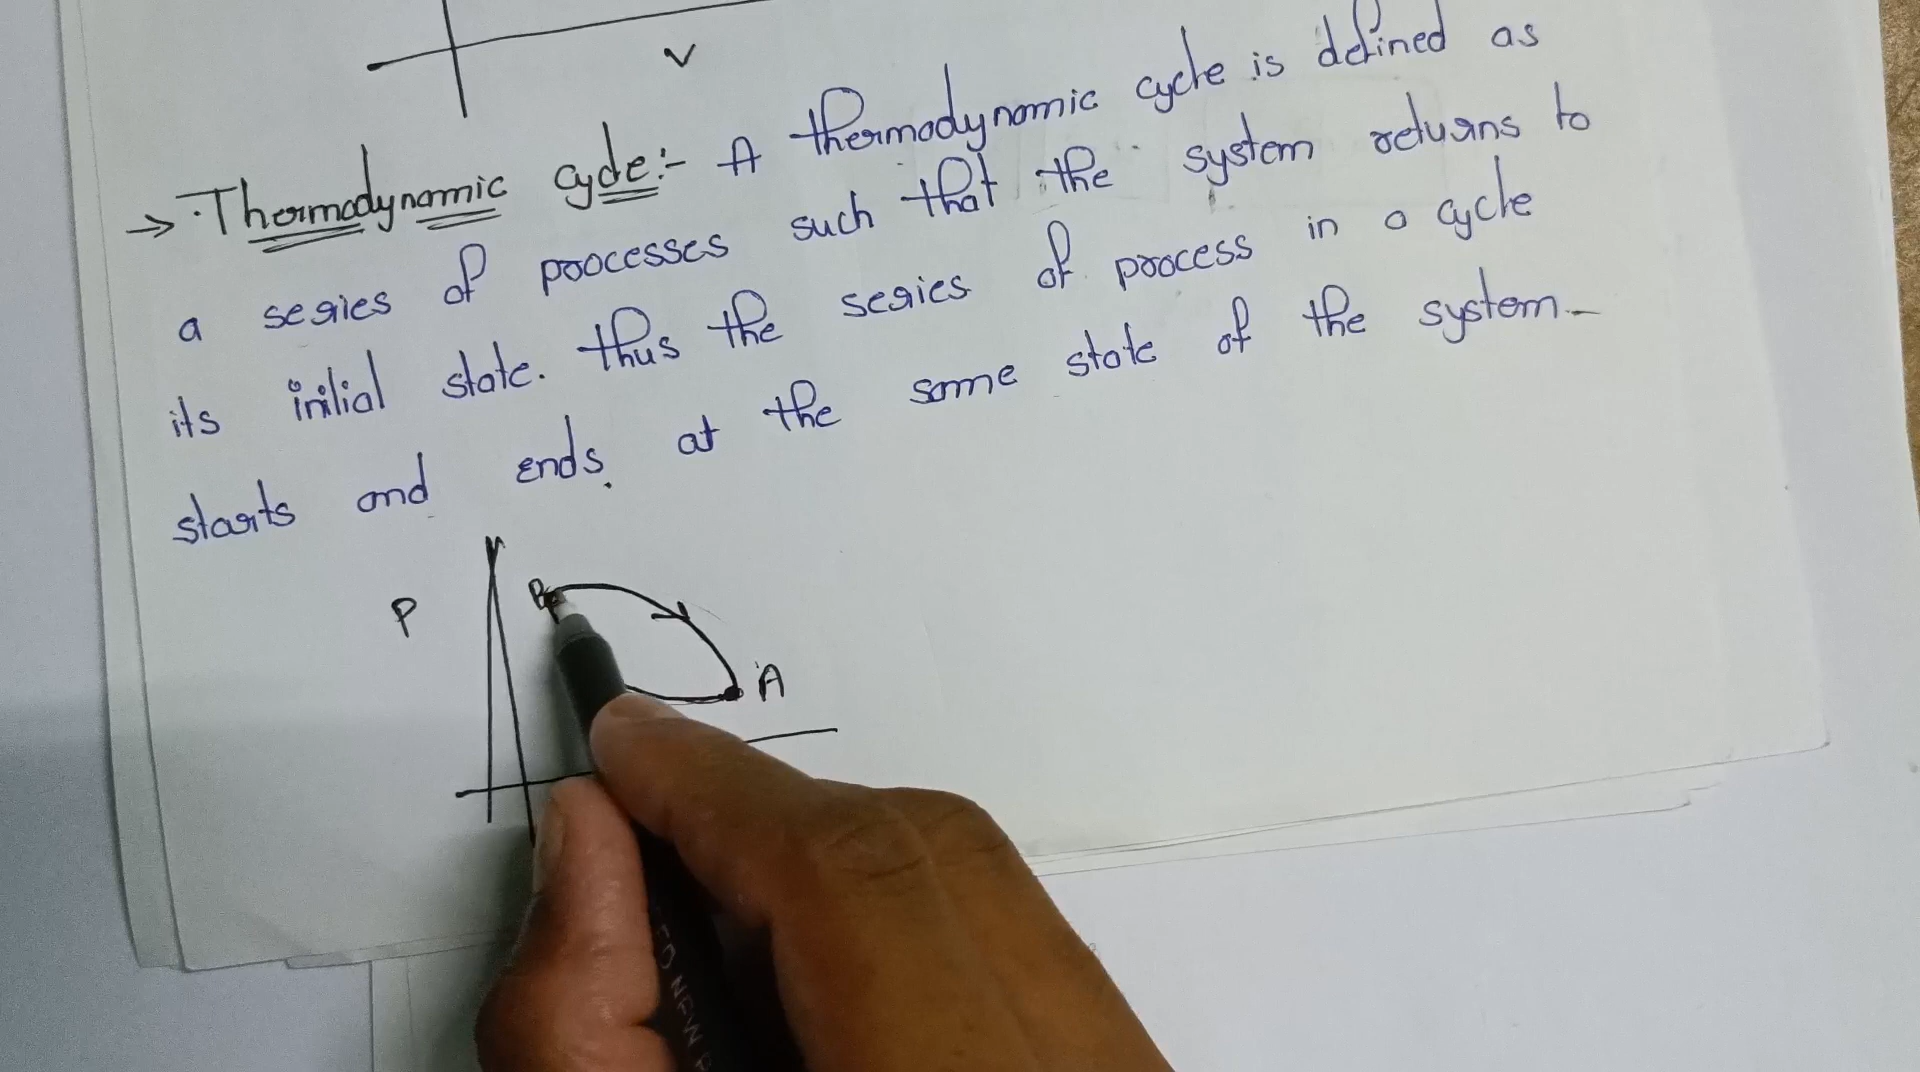 V
→ Thermodynamic cycle:- A thermodynamic cycle is defined as
a series of processes such that the system returns to
its initial state. thus the series of process in a cycle
starts and ends at the same state of the system.
P
B
A